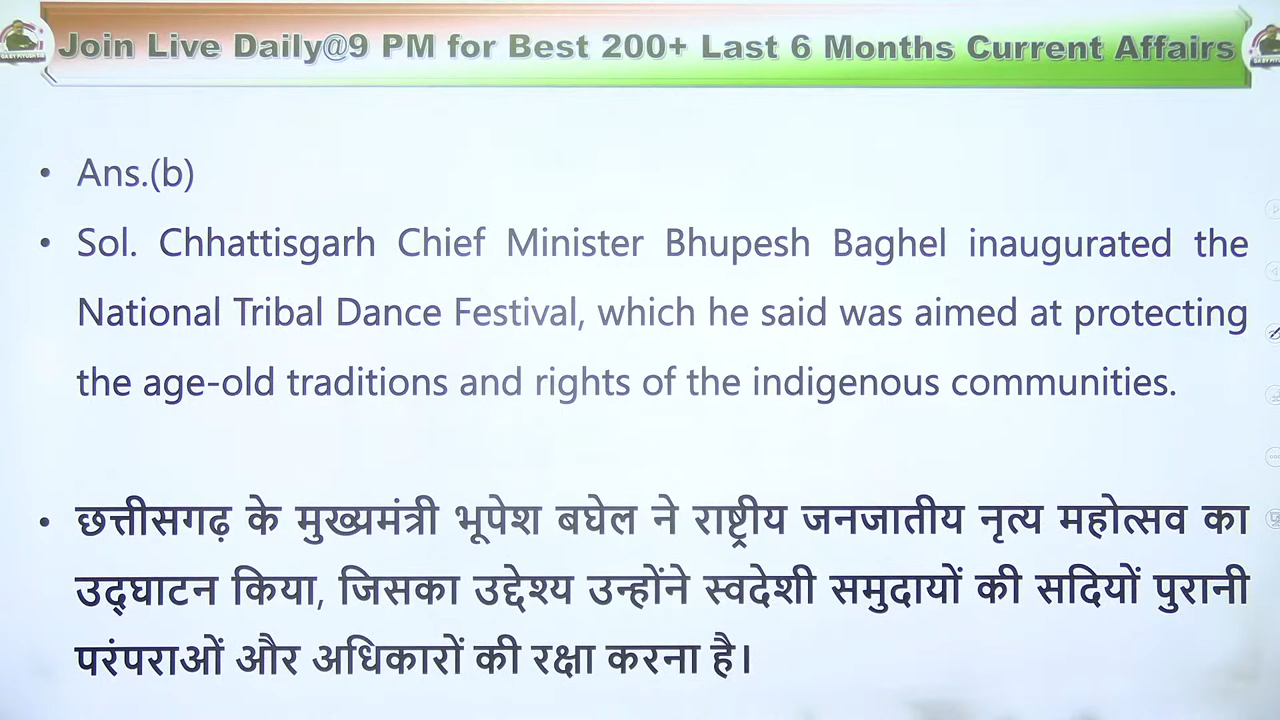 Join Live Daily@9 PM for Best 200+ Last 6 Months Current Affairs
• Ans.(b)
• Sol. Chhattisgarh Chief Minister Bhupesh Baghel inaugurated the
National Tribal Dance Festival, which he said was aimed at protecting
the age-old traditions and rights of the indigenous communities.
• छत्तीसगढ़ के मुख्यमंत्री भूपेश बघेल ने राष्ट्रीय जनजातीय नृत्य महोत्सव का
उद्घाटन किया, जिसका उद्देश्य उन्होंने स्वदेशी समुदायों की सदियों पुरानी
परंपराओं और अधिकारों की रक्षा करना है।